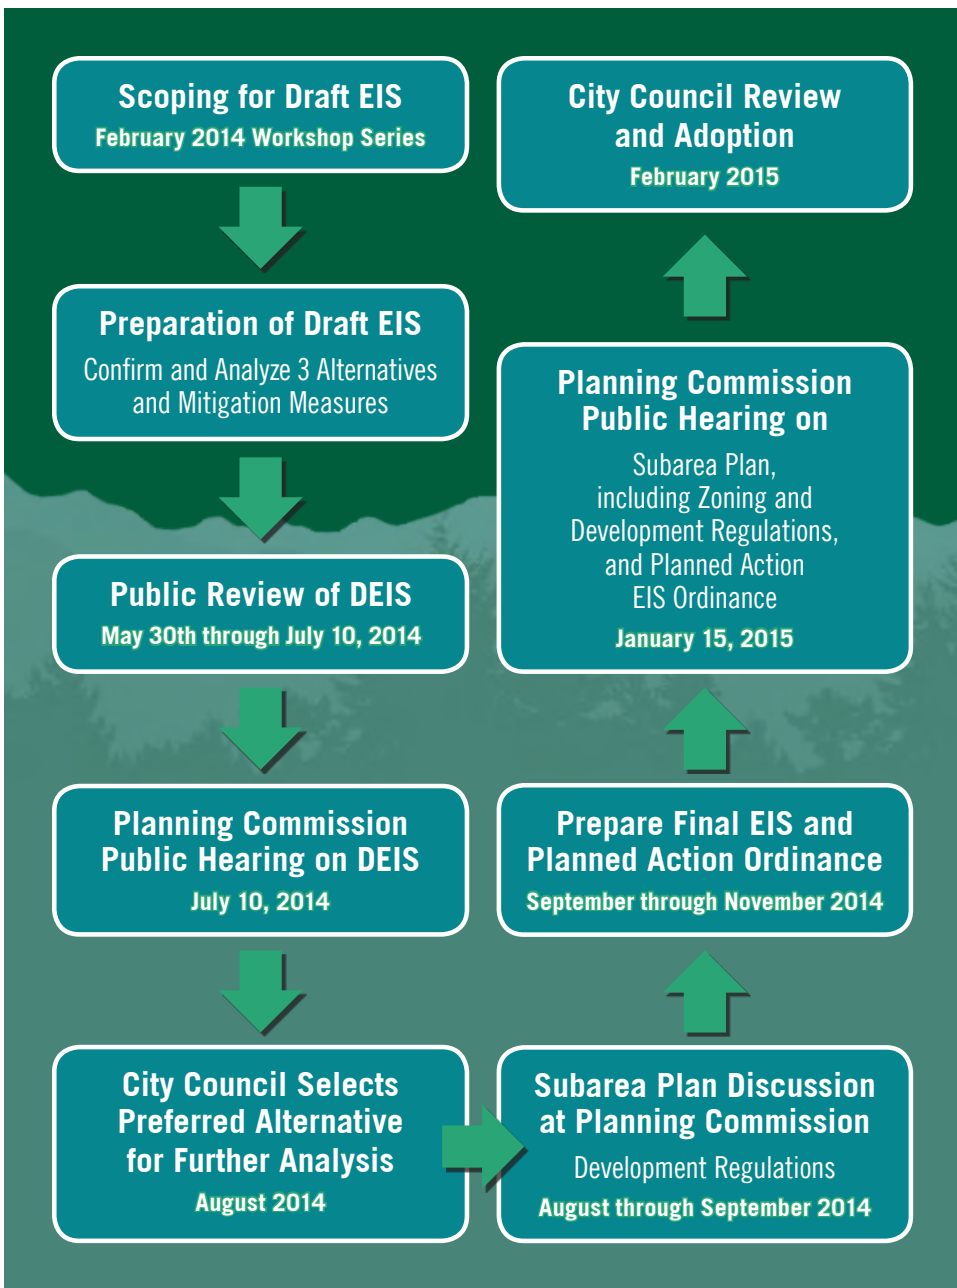 Scoping for Draft EIS
February 2014 Workshop Series
Preparation of Draft EIS
Confirm and Analyze 3 Alternatives
and Mitigation Measures
Public Review of DEIS
May 30th through July 10, 2014
Planning Commission
Public Hearing on DEIS
July 10, 2014
City Council Selects
Preferred Alternative
for Further Analysis
August 2014
Subarea Plan Discussion
at Planning Commission
Development Regulations
August through September 2014
Prepare Final EIS and
Planned Action Ordinance
September through November 2014
Planning Commission
Public Hearing on
Subarea Plan,
including Zoning and
Development Regulations,
and Planned Action
EIS Ordinance
January 15, 2015
City Council Review
and Adoption
February 2015